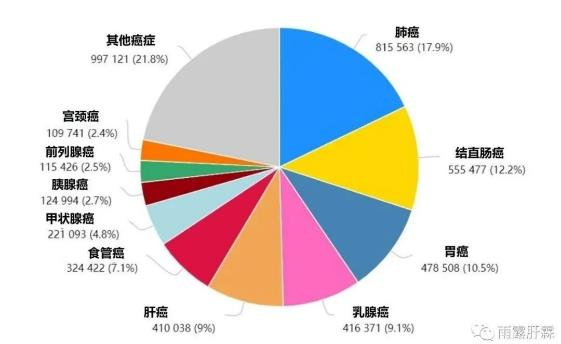 肺癌
815 563 (17.9%)
结直肠癌
555 477 (12.2%)
胃癌
478 508 (10.5%)
乳腺癌
416 371 (9.1%)
肝癌
410 038 (9%)
食管癌
324 422 (7.1%)
甲状腺癌
221 093 (4.8%)
胰腺癌
124 994 (2.7%)
前列腺癌
115 426 (2.5%)
宫颈癌
109 741 (2.4%)
其他癌症
997 121 (21.8%)
雨露肝霖